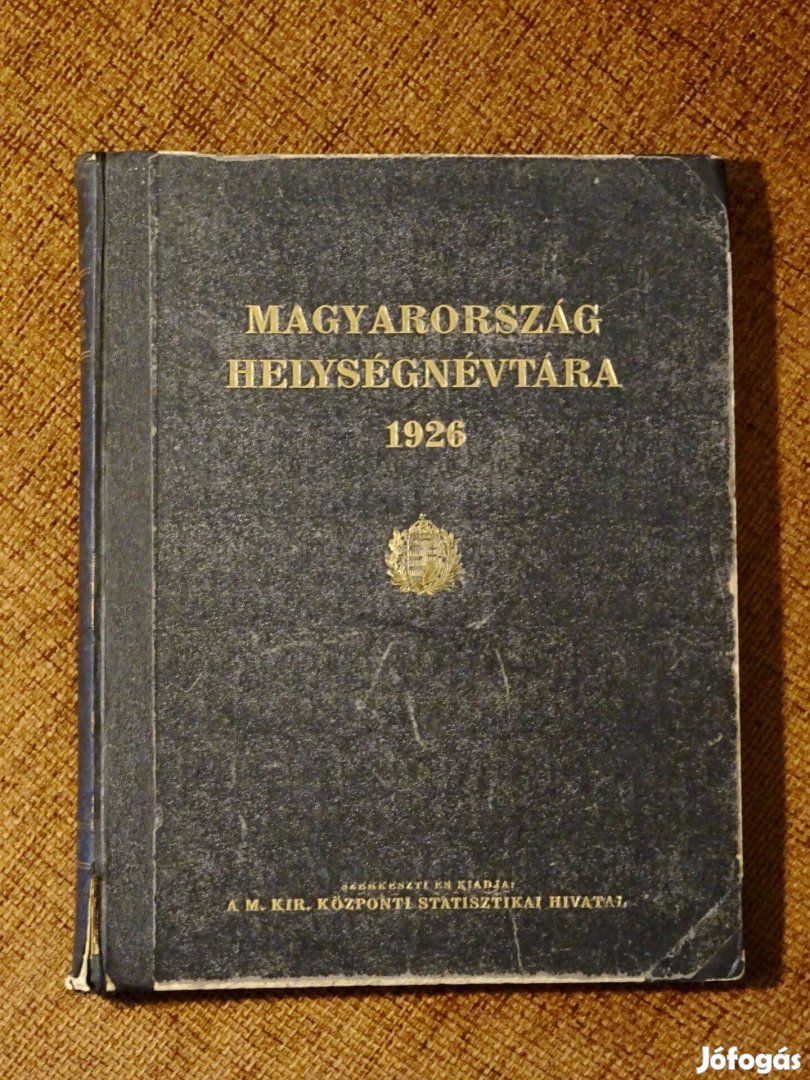 MAGYARORSZÁG
HELYSÉGNÉVTÁRA
1926
SZERKESZTI ÉS KIADJA:
A M. KIR. KÖZPONTI STATISZTIKAI HIVATAL
Jófogás